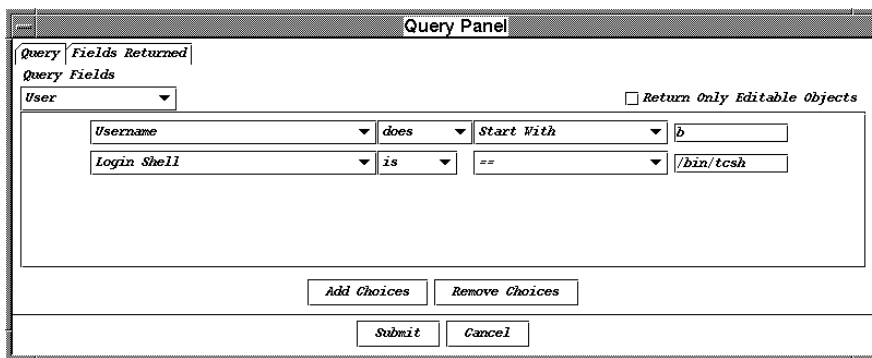 Query Panel
Query Fields Returned
Query Fields
User Return Only Editable Objects
Username does Start With b
Login Shell is == /bin/tcsh
Add Choices Remove Choices
Submit Cancel